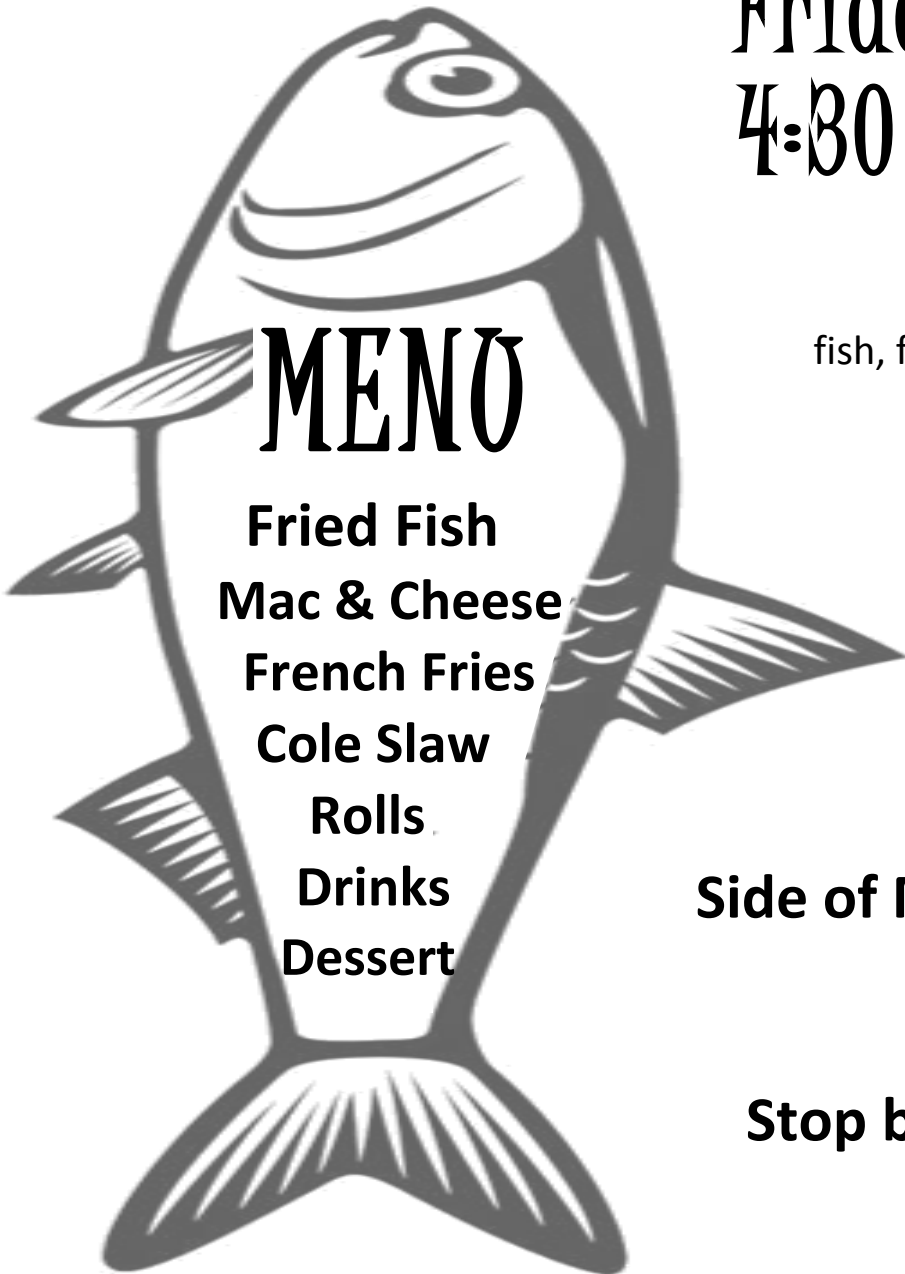 4:30
fish,
MENU
Fried Fish
Mac & Cheese
French Fries
Cole Slaw
Rolls
Drinks
Dessert
Side of
Stop